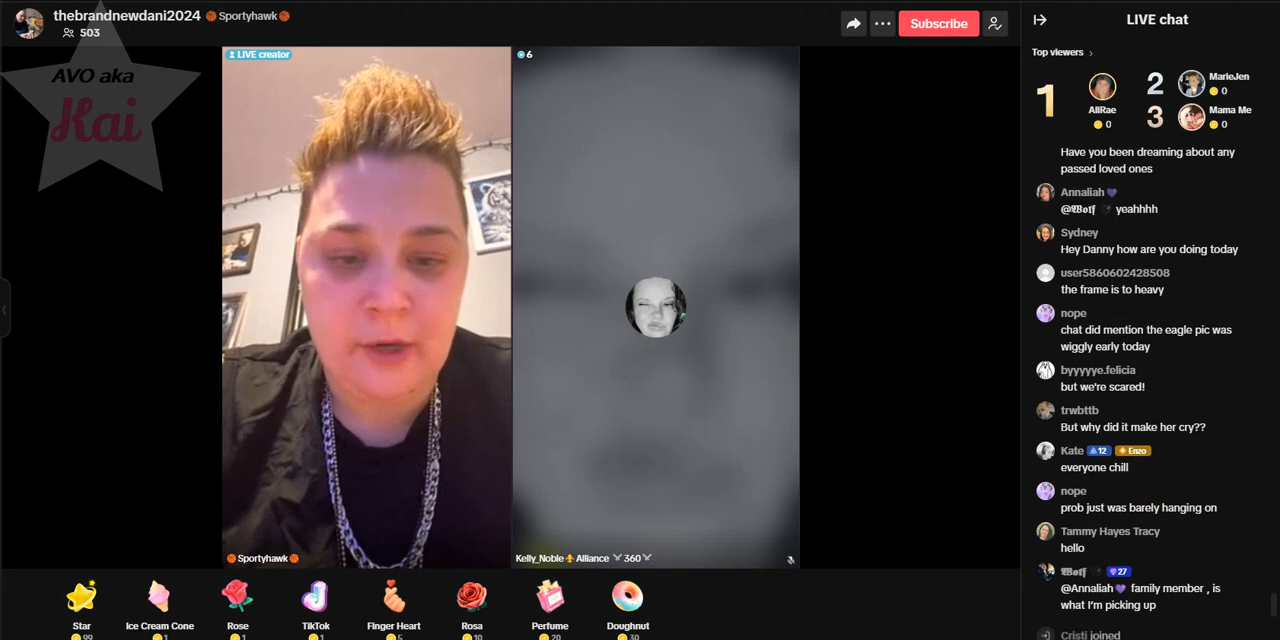 thebrandnewdani2024 🏀 Sportyhawk 🏀
503
Subscribe
AVO aka
Kai
LIVE creator
6
🏀 Sportyhawk 🏀
Kelly_Noble Alliance 360
Star
99
Ice Cream Cone
1
Rose
1
TikTok
1
Finger Heart
5
Rosa
10
Perfume
20
Doughnut
30
LIVE chat
Top viewers
1
AllRae
0
2
MarieJen
0
3
Mama Me
0
Have you been dreaming about any
passed loved ones
Annaliah 💜
@𝕭𝖔𝖑𝖋 yeahhhh
Sydney
Hey Danny how are you doing today
user5860602428508
the frame is to heavy
nope
chat did mention the eagle pic was
wiggly early today
byyyyye.felicia
but we're scared!
trwbttb
But why did it make her cry??
Kate 12 Enzo
everyone chill
nope
prob just was barely hanging on
Tammy Hayes Tracy
hello
𝕭𝖔𝖑𝖋 27
@Annaliah 💜 family member , is
what I'm picking up
Cristi joined